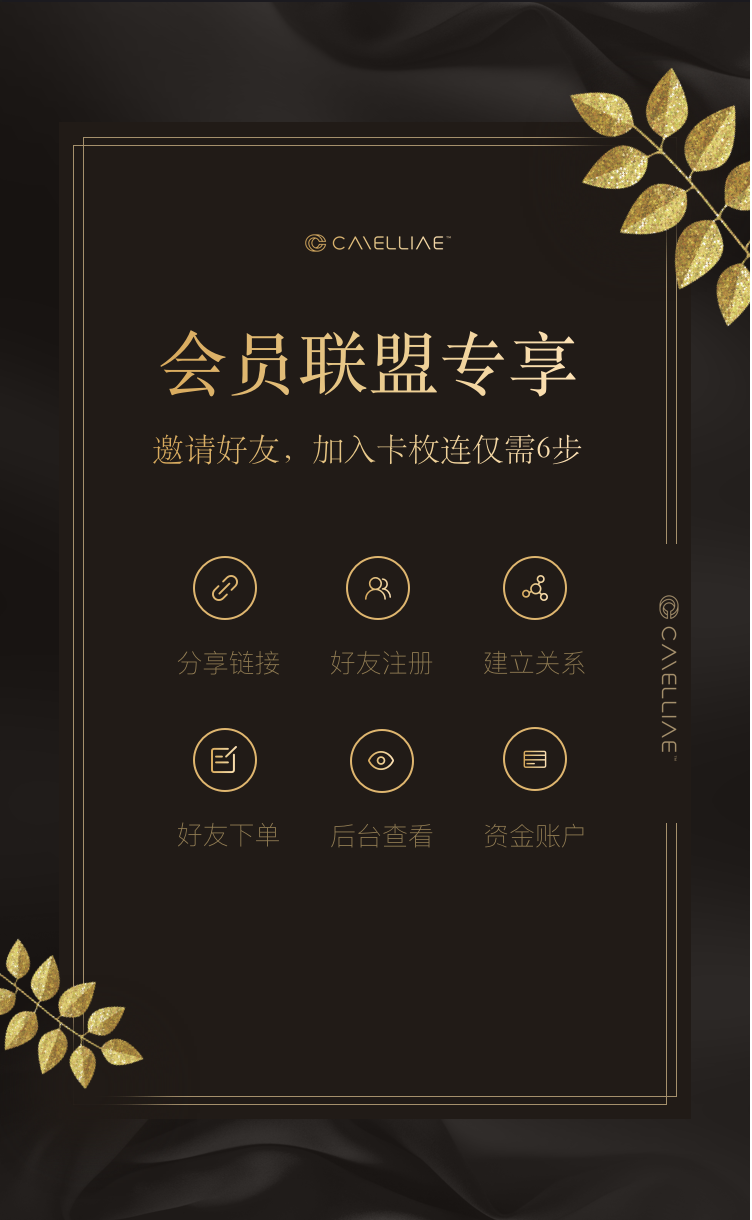 CAMELLIAE™
会员联盟专享
邀请好友，加入卡枚连仅需6步
分享链接 好友注册 建立关系
CAMELLIAE™
好友下单 后台查看 资金账户